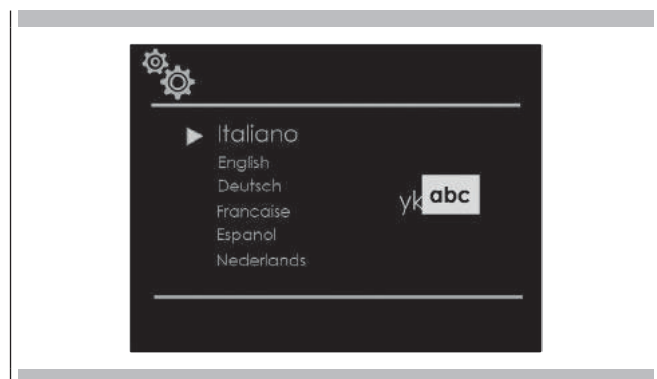 Italiano
English
Deutsch
Francaise
Espanol
Nederlands
yk abc